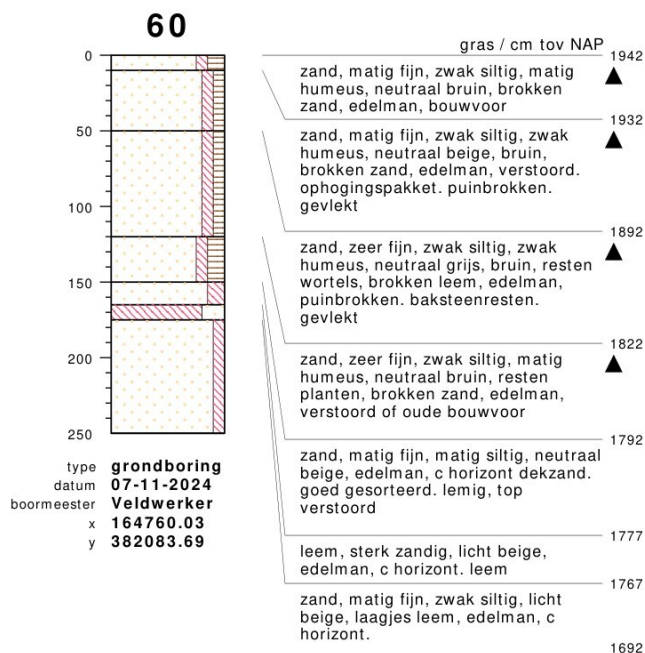 60
gras / cm tov NAP
0
1942
zand, matig fijn, zwak siltig, matig
humeus, neutraal bruin, brokken
zand, edelman, bouwvoor
1932
50
zand, matig fijn, zwak siltig, zwak
humeus, neutraal beige, bruin,
brokken zand, edelman, verstoord.
ophogingspakket. puinbrokken.
gevlekt
100
1892
zand, zeer fijn, zwak siltig, zwak
humeus, neutraal grijs, bruin, resten
wortels, brokken leem, edelman,
puinbrokken. baksteenresten.
gevlekt
150
1822
zand, zeer fijn, zwak siltig, matig
humeus, neutraal bruin, resten
planten, brokken zand, edelman,
verstoord of oude bouwvoor
200
1792
zand, matig fijn, matig siltig, neutraal
beige, edelman, c horizont dekzand.
goed gesorteerd. lemig, top
verstoord
250
1777
leem, sterk zandig, licht beige,
edelman, c horizont. leem
1767
zand, matig fijn, zwak siltig, licht
beige, laagjes leem, edelman, c
horizont.
1692
type grondboring
datum 07-11-2024
boormeester Veldwerker
x 164760.03
y 382083.69